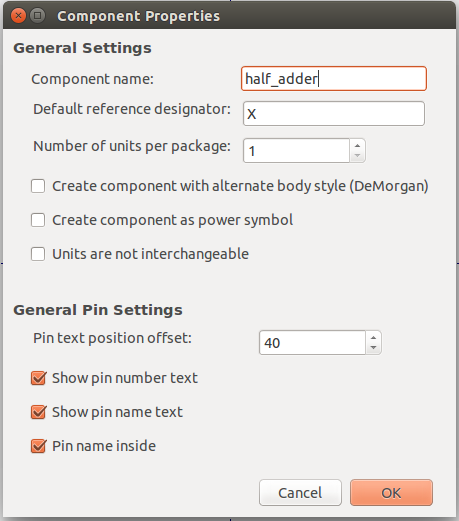 Component Properties
General Settings
Component name: half_adder
Default reference designator: X
Number of units per package: 1
Create component with alternate body style (DeMorgan)
Create component as power symbol
Units are not interchangeable
General Pin Settings
Pin text position offset: 40
Show pin number text
Show pin name text
Pin name inside
Cancel OK